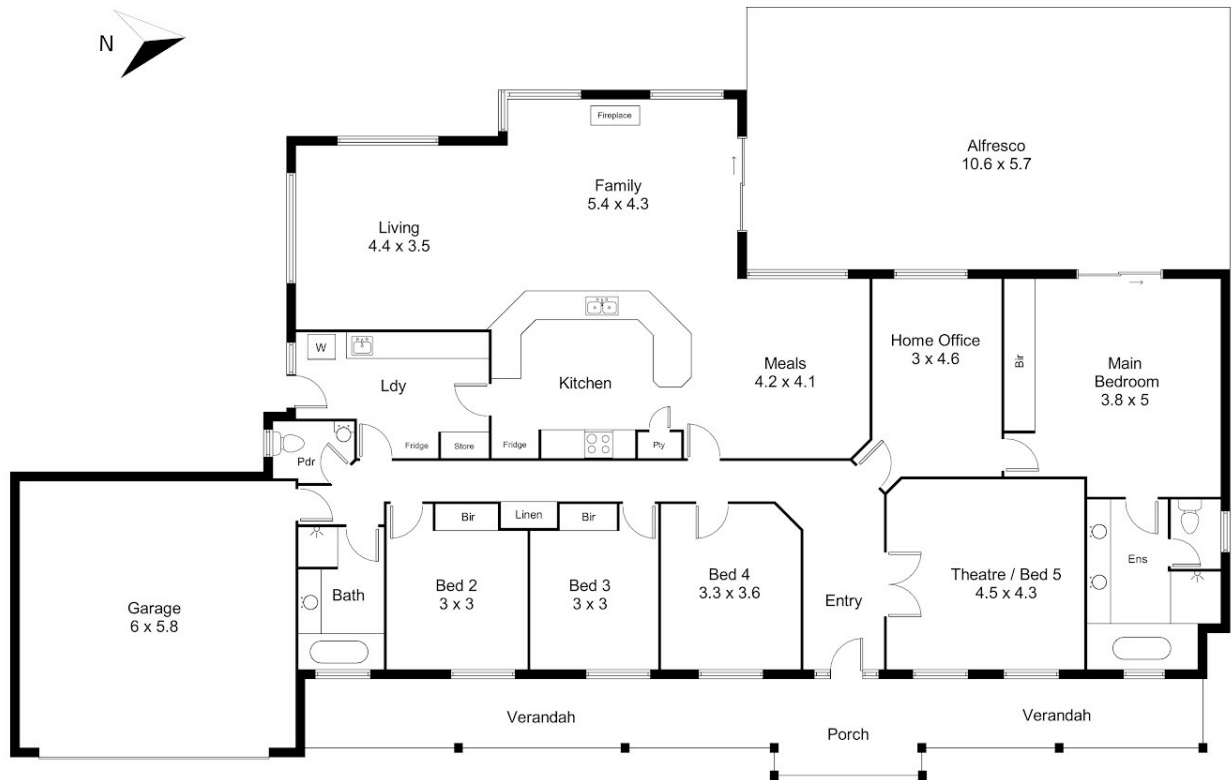 N
Fireplace
Alfresco
10.6 x 5.7
Family
5.4 x 4.3
Living
4.4 x 3.5
Home Office
3 x 4.6
Bir
Main
Bedroom
3.8 x 5
W
Ldy
Kitchen
Meals
4.2 x 4.1
Fridge
Store
Fridge
Pty
Pdr
Bir
Linen
Bir
Garage
6 x 5.8
Bath
Bed 2
3 x 3
Bed 3
3 x 3
Bed 4
3.3 x 3.6
Entry
Theatre / Bed 5
4.5 x 4.3
Ens
Verandah
Porch
Verandah